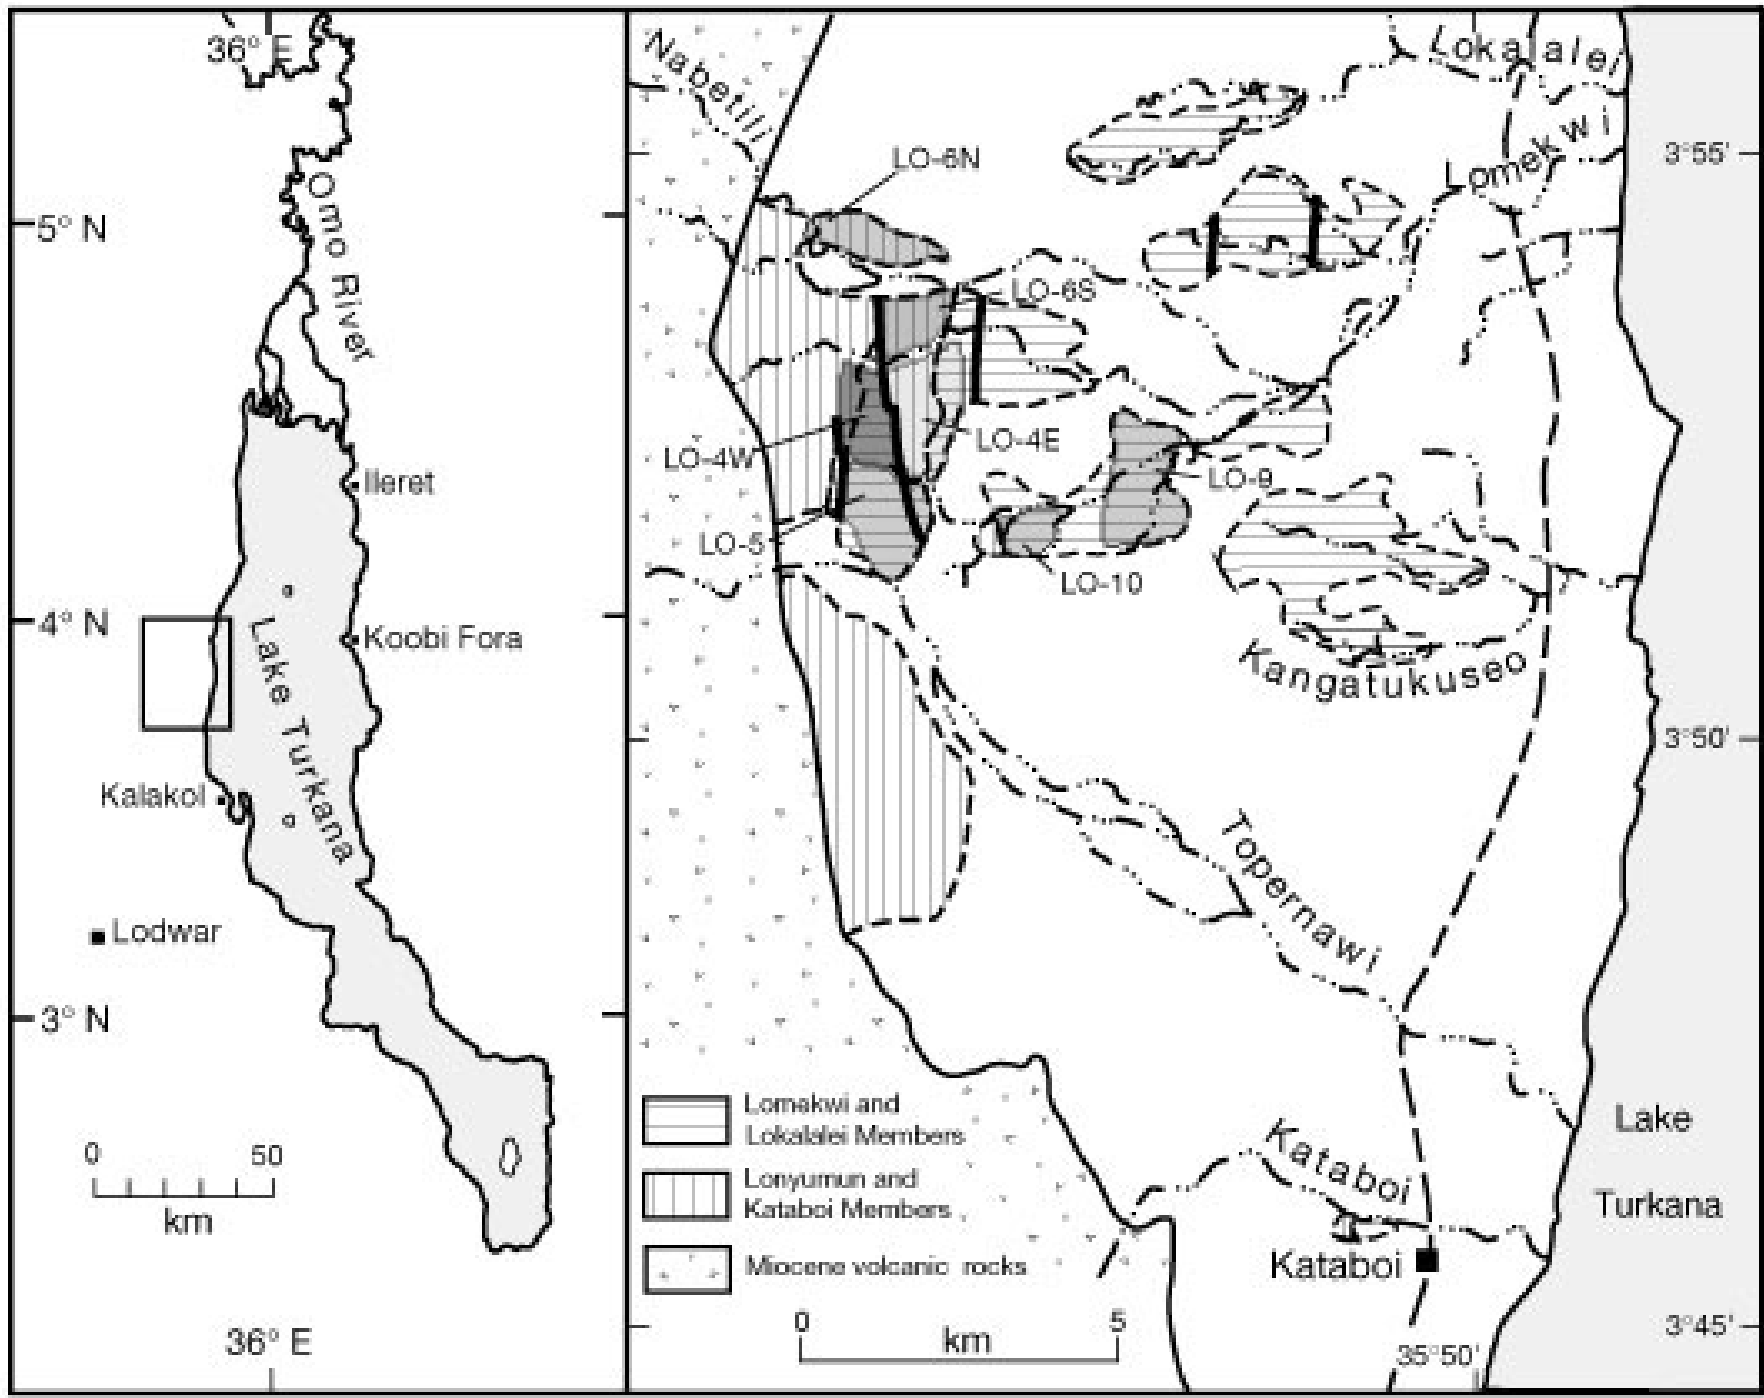 36° E
Omo River
5° N
Ileret
4° N
Koobi Fora
Lake Turkana
Kalakol
Lodwar
3° N
0 50
km
36° E
Nabetili
Lokalalei
Lomekwi
3°55'
LO-6N
LO-6S
LO-4W
LO-4E
LO-9
LO-5
LO-10
Kangatukuseo
3°50'
Topernawi
Lomekwi and
Lokalalei Members
Lonyumun and
Kataboi Members
Miocene volcanic rocks
Kataboi
Lake
Turkana
Kataboi
0 5
km
3°45'
35°50'